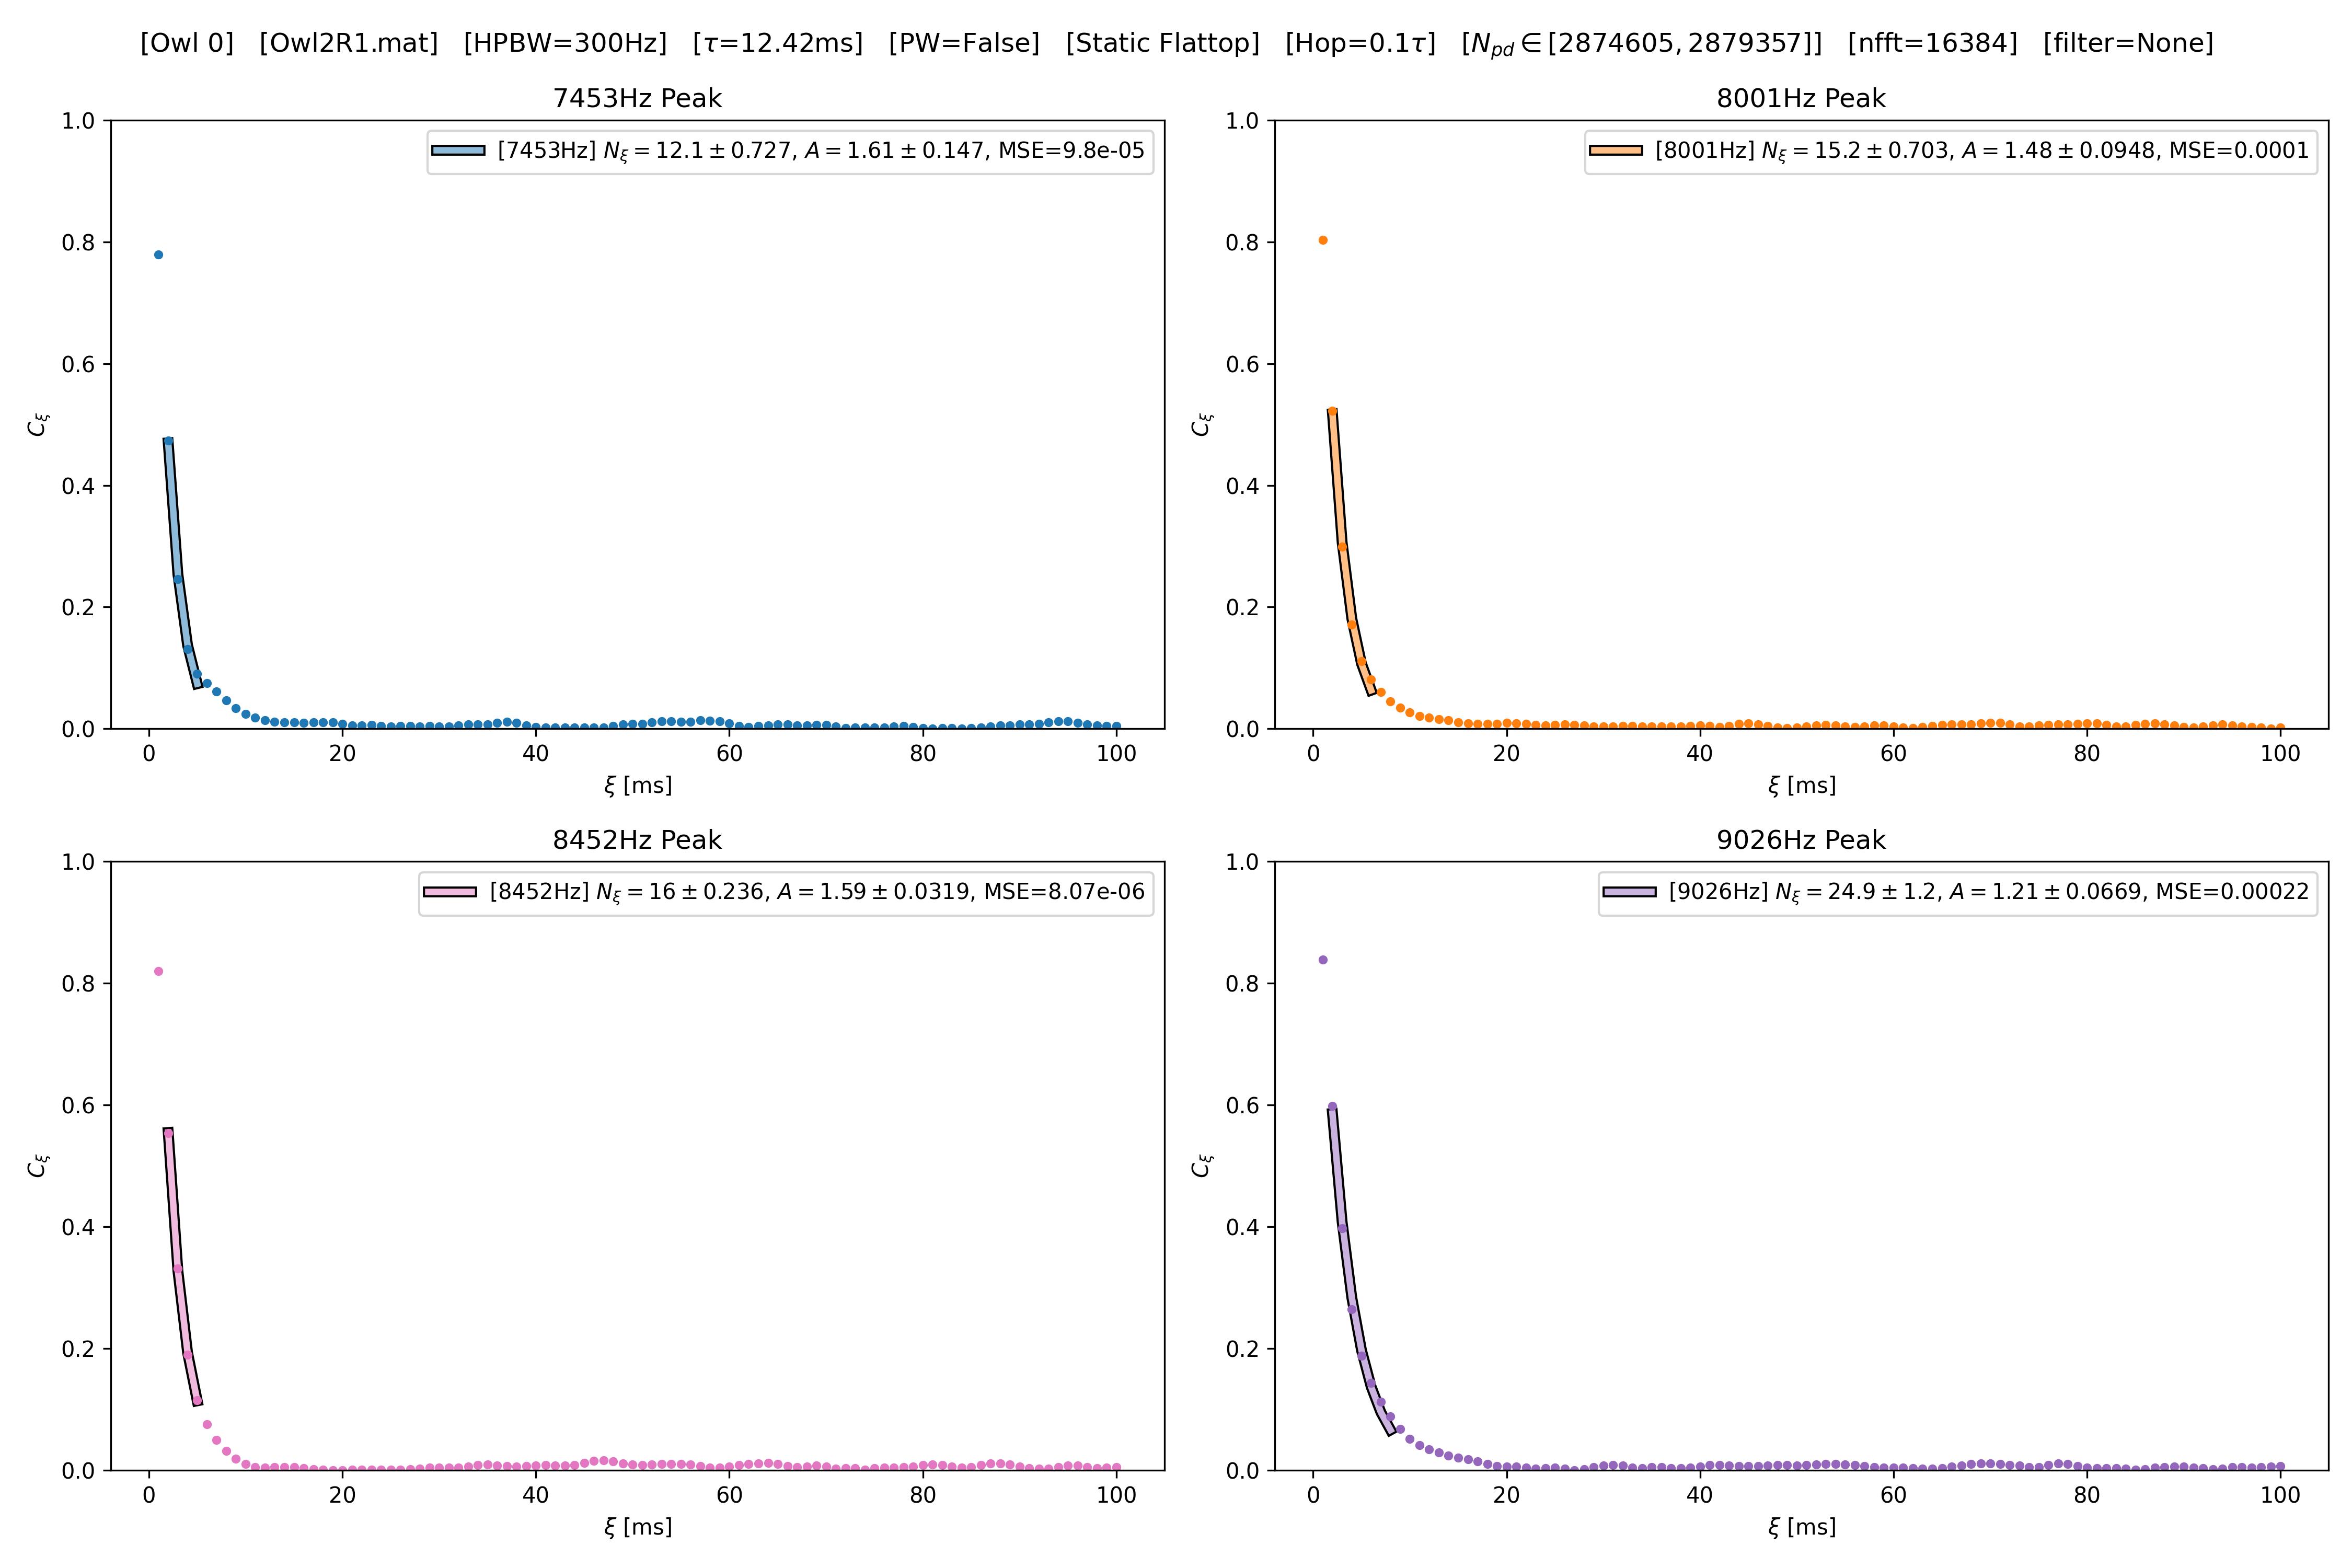 [Owl 0] [Owl2R1.mat] [HPBW=300Hz] [τ=12.42ms] [PW=False] [Static Flattop] [Hop=0.1τ] [N_pd ∈ [2874605, 2879357]] [nfft=16384] [filter=None]
7453Hz Peak
[7453Hz] N_ξ = 12.1 ± 0.727, A = 1.61 ± 0.147, MSE=9.8e-05
1.0
0.8
0.6
0.4
0.2
0.0
C_ξ
0 20 40 60 80 100
ξ [ms]
8001Hz Peak
[8001Hz] N_ξ = 15.2 ± 0.703, A = 1.48 ± 0.0948, MSE=0.0001
1.0
0.8
0.6
0.4
0.2
0.0
C_ξ
0 20 40 60 80 100
ξ [ms]
8452Hz Peak
[8452Hz] N_ξ = 16 ± 0.236, A = 1.59 ± 0.0319, MSE=8.07e-06
1.0
0.8
0.6
0.4
0.2
0.0
C_ξ
0 20 40 60 80 100
ξ [ms]
9026Hz Peak
[9026Hz] N_ξ = 24.9 ± 1.2, A = 1.21 ± 0.0669, MSE=0.00022
1.0
0.8
0.6
0.4
0.2
0.0
C_ξ
0 20 40 60 80 100
ξ [ms]